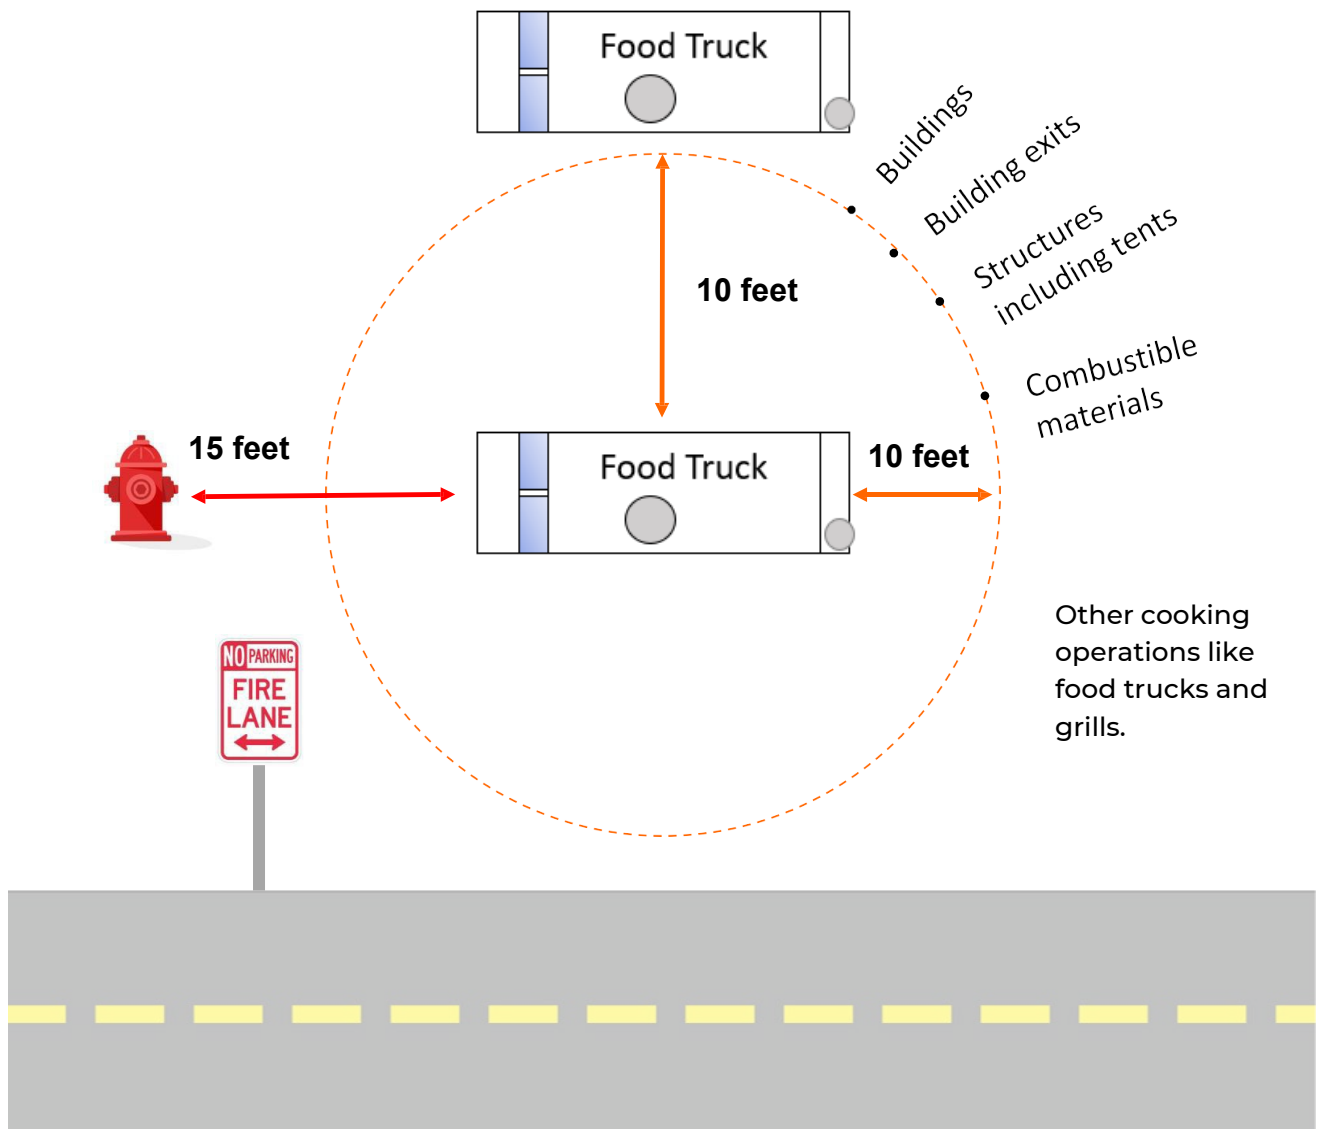 Food Truck
Buildings
Building exits
Structures
including tents
10 feet
Combustible
materials
15 feet
Food Truck
10 feet
Other cooking
operations like
food trucks and
grills.
NO PARKING
FIRE
LANE